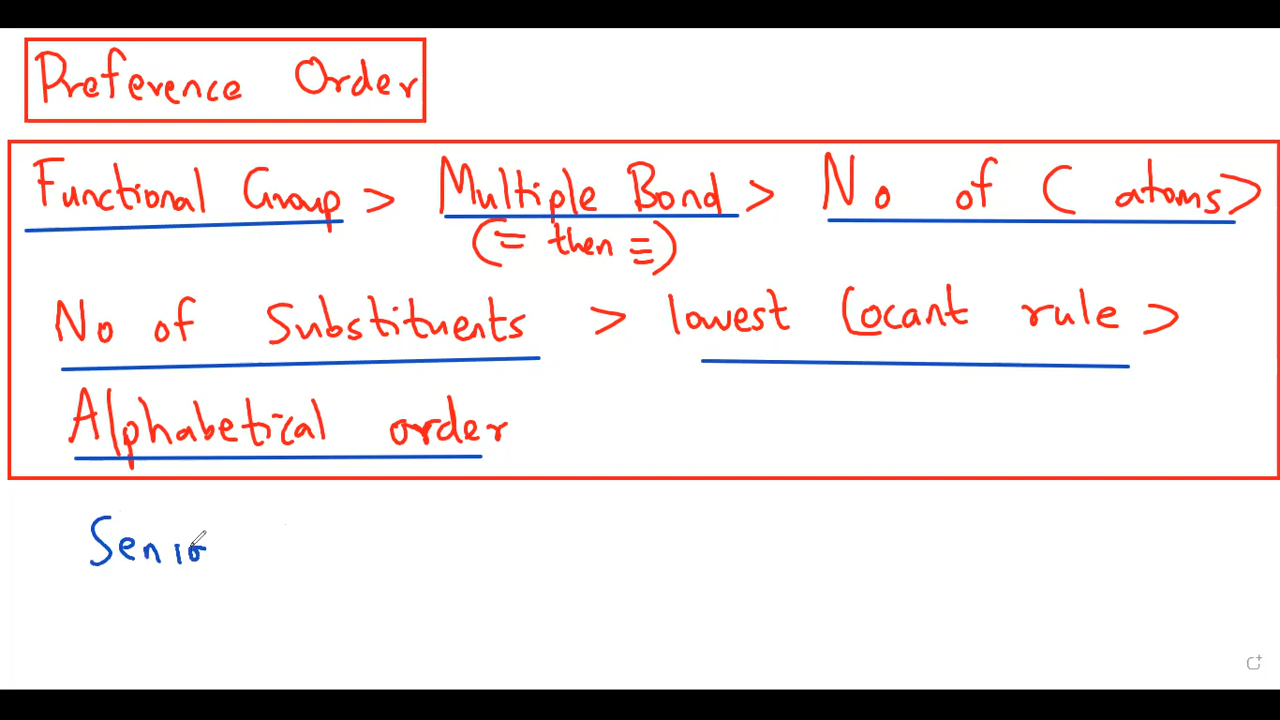 Preference Order
Functional Group > Multiple Bond > No of C atoms >
(= then ≡)
No of Substituents > lowest locant rule >
Alphabetical order
Senio